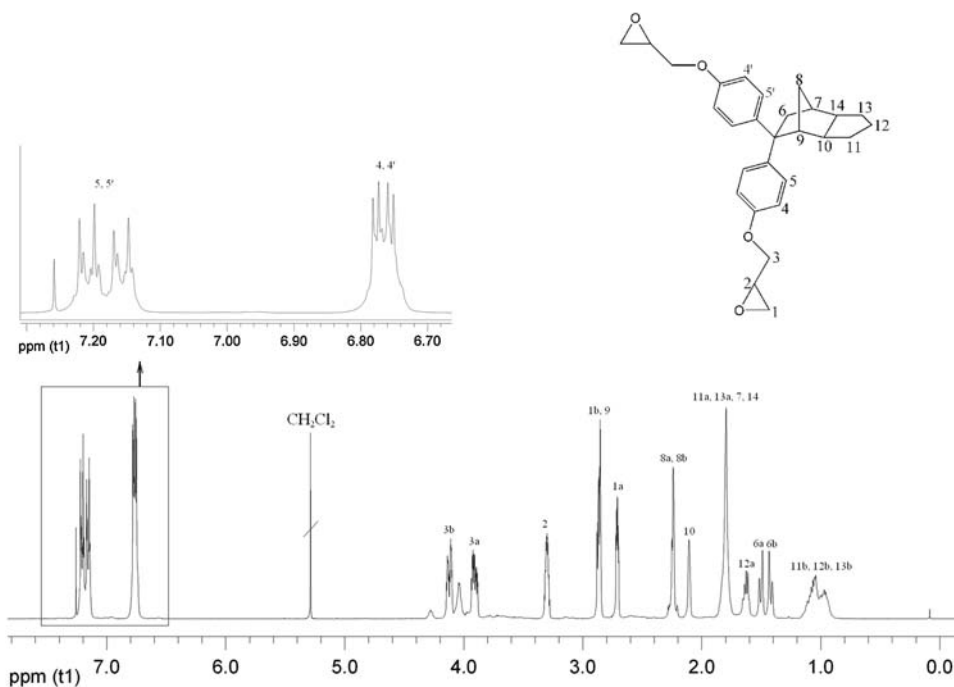 O
O
4'
5'
8
6
7
14
13
12
9
10
11
5
4
O
3
2
O
1
5, 5'
4, 4'
7.20
7.10
7.00
6.90
6.80
6.70
ppm (t1)
CH2Cl2
3b
3a
2
1b, 9
1a
8a, 8b
10
11a, 13a, 7, 14
12a
6a
6b
11b, 12b, 13b
7.0
6.0
5.0
4.0
3.0
2.0
1.0
0.0
ppm (t1)